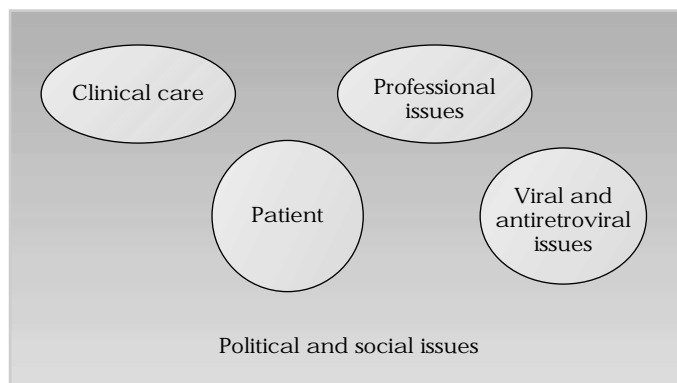 Clinical care
Professional
issues
Patient
Viral and
antiretroviral
issues
Political and social issues